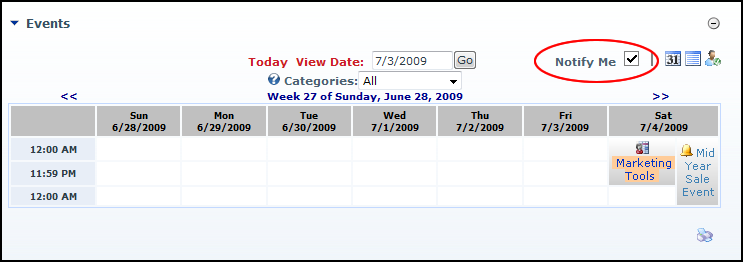 Events
Today View Date: 7/3/2009 Go Notify Me 31
Categories: All
<< Week 27 of Sunday, June 28, 2009 >>
Sun Mon Tue Wed Thu Fri Sat
6/28/2009 6/29/2009 6/30/2009 7/1/2009 7/2/2009 7/3/2009 7/4/2009
12:00 AM
11:59 PM
12:00 AM
Marketing
Tools
Mid
Year
Sale
Event